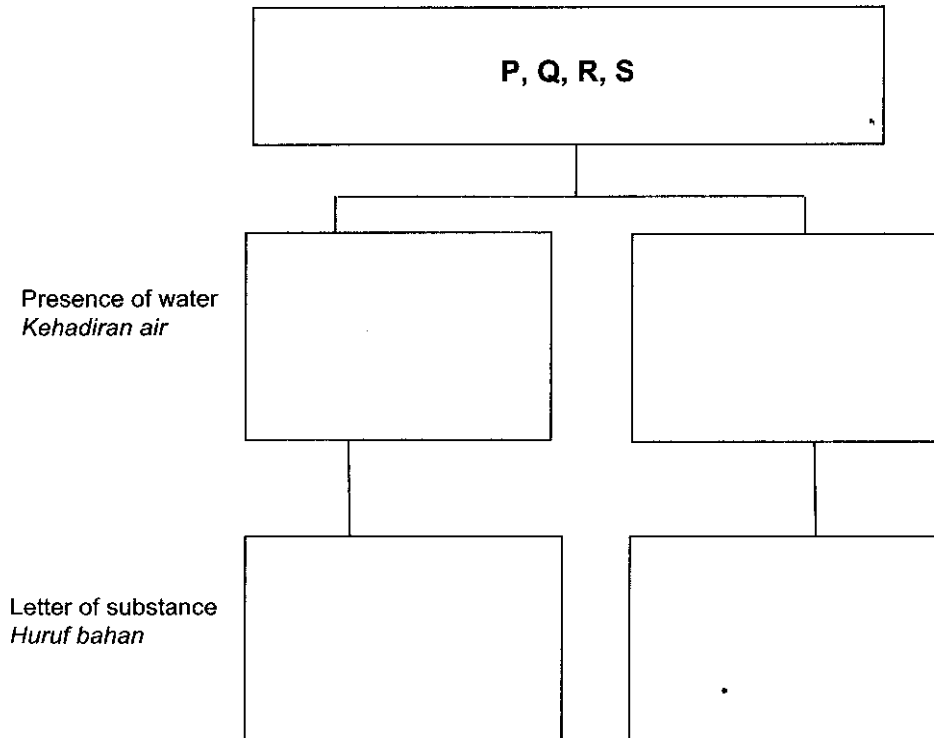 P, Q, R, S
Presence of water
Kehadiran air
Letter of substance
Huruf bahan